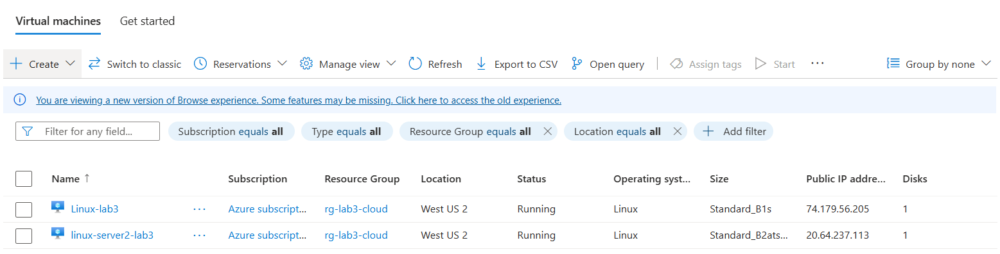 Virtual machines Get started
Create Switch to classic Reservations Manage view Refresh Export to CSV Open query Assign tags Start ... Group by none
You are viewing a new version of Browse experience. Some features may be missing. Click here to access the old experience.
Filter for any field... Subscription equals all Type equals all Resource Group equals all Location equals all Add filter
Name ↑ Subscription Resource Group Location Status Operating syst... Size Public IP addre... Disks
Linux-lab3 ... Azure subscript... rg-lab3-cloud West US 2 Running Linux Standard_B1s 74.179.56.205 1
linux-server2-lab3 ... Azure subscript... rg-lab3-cloud West US 2 Running Linux Standard_B2ats... 20.64.237.113 1